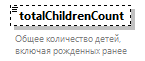 totalChildrenCount
Общее количество детей,
включая рожденных ранее